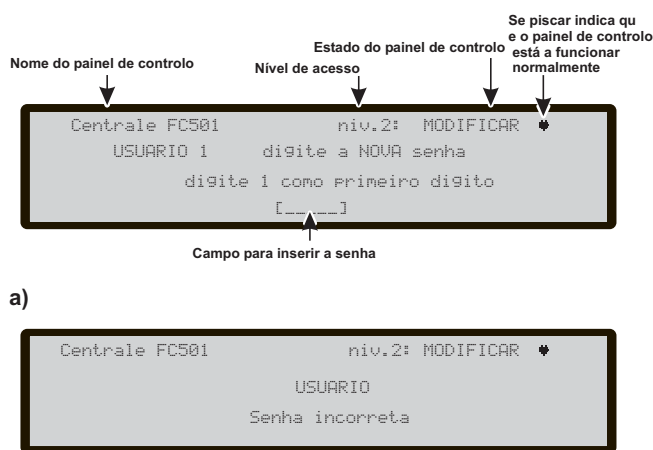 Se piscar indica qu
e o painel de controlo
está a funcionar
normalmente
Estado do painel de controlo
Nome do painel de controlo
Nível de acesso
Centrale FC501 niv.2: MODIFICAR
USUARIO 1 digite a NOVA senha
digite 1 como primeiro digito
[_____]
Campo para inserir a senha
a)
Centrale FC501 niv.2: MODIFICAR
USUARIO
Senha incorreta